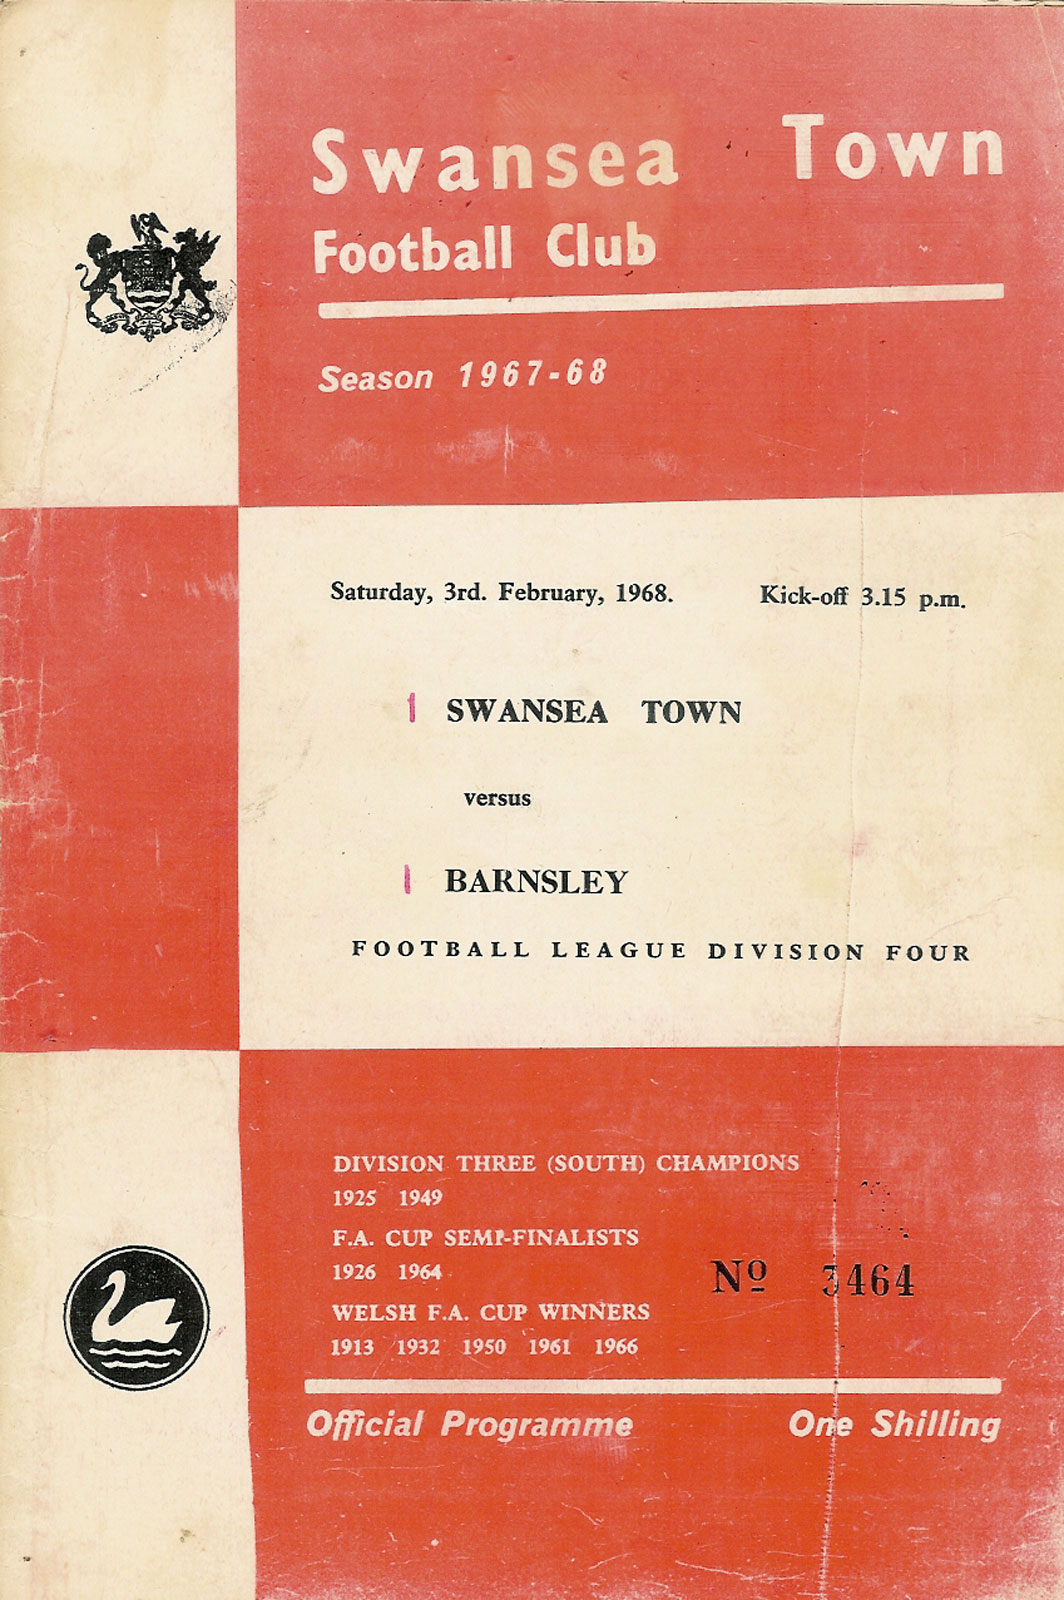 Swansea Town
Football Club
Season 1967-68
Saturday, 3rd. February, 1968. Kick-off 3.15 p.m.
1 SWANSEA TOWN
versus
1 BARNSLEY
FOOTBALL LEAGUE DIVISION FOUR
DIVISION THREE (SOUTH) CHAMPIONS
1925 1949
F.A. CUP SEMI-FINALISTS
1926 1964
Nº 3464
WELSH F.A. CUP WINNERS
1913 1932 1950 1961 1966
Official Programme One Shilling